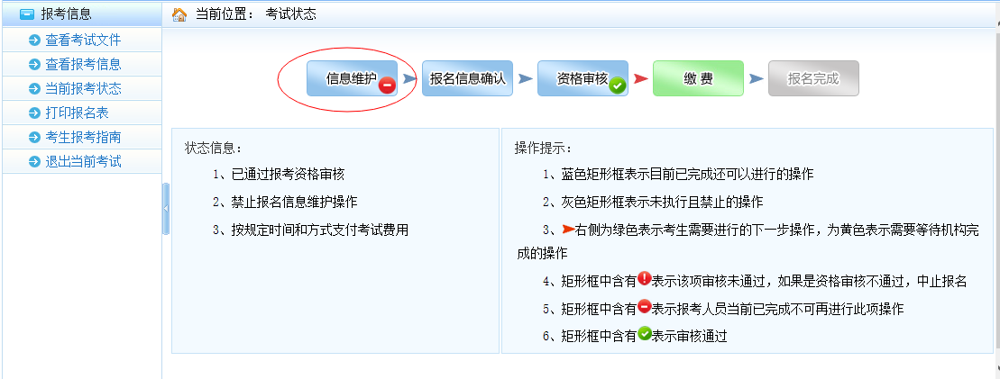 报考信息
当前位置： 考试状态
查看考试文件
查看报考信息
当前报考状态
打印报名表
考生报考指南
退出当前考试
信息维护
报名信息确认
资格审核
缴 费
报名完成
状态信息：
1、已通过报考资格审核
2、禁止报名信息维护操作
3、按规定时间和方式支付考试费用
操作提示：
1、蓝色矩形框表示目前已完成还可以进行的操作
2、灰色矩形框表示未执行且禁止的操作
3、右侧为绿色表示考生需要进行的下一步操作，为黄色表示需要等待机构完
成的操作
4、矩形框中含有表示该项审核未通过，如果是资格审核不通过，中止报名
5、矩形框中含有表示报考人员当前已完成不可再进行此项操作
6、矩形框中含有表示审核通过